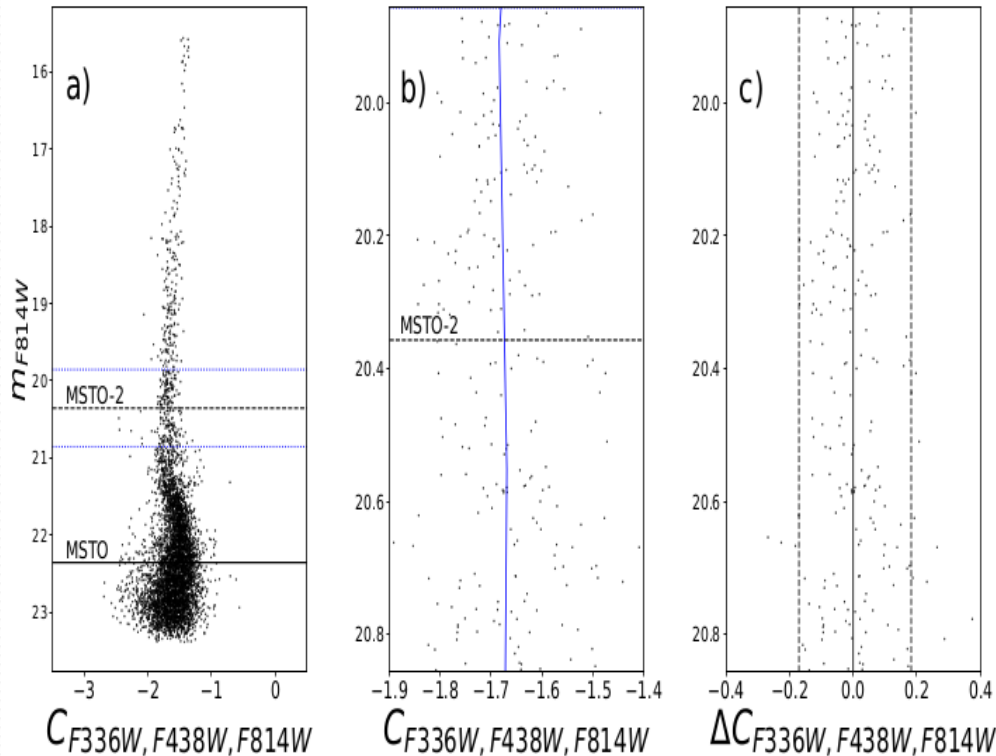 a)
b)
c)
m_F814W
16
17
18
19
20
21
22
23
MSTO-2
MSTO
−3 −2 −1 0
C_F336W, F438W, F814W
20.0
20.2
20.4
20.6
20.8
MSTO-2
−1.9 −1.8 −1.7 −1.6 −1.5 −1.4
C_F336W, F438W, F814W
20.0
20.2
20.4
20.6
20.8
−0.4 −0.2 0.0 0.2 0.4
ΔC_F336W, F438W, F814W